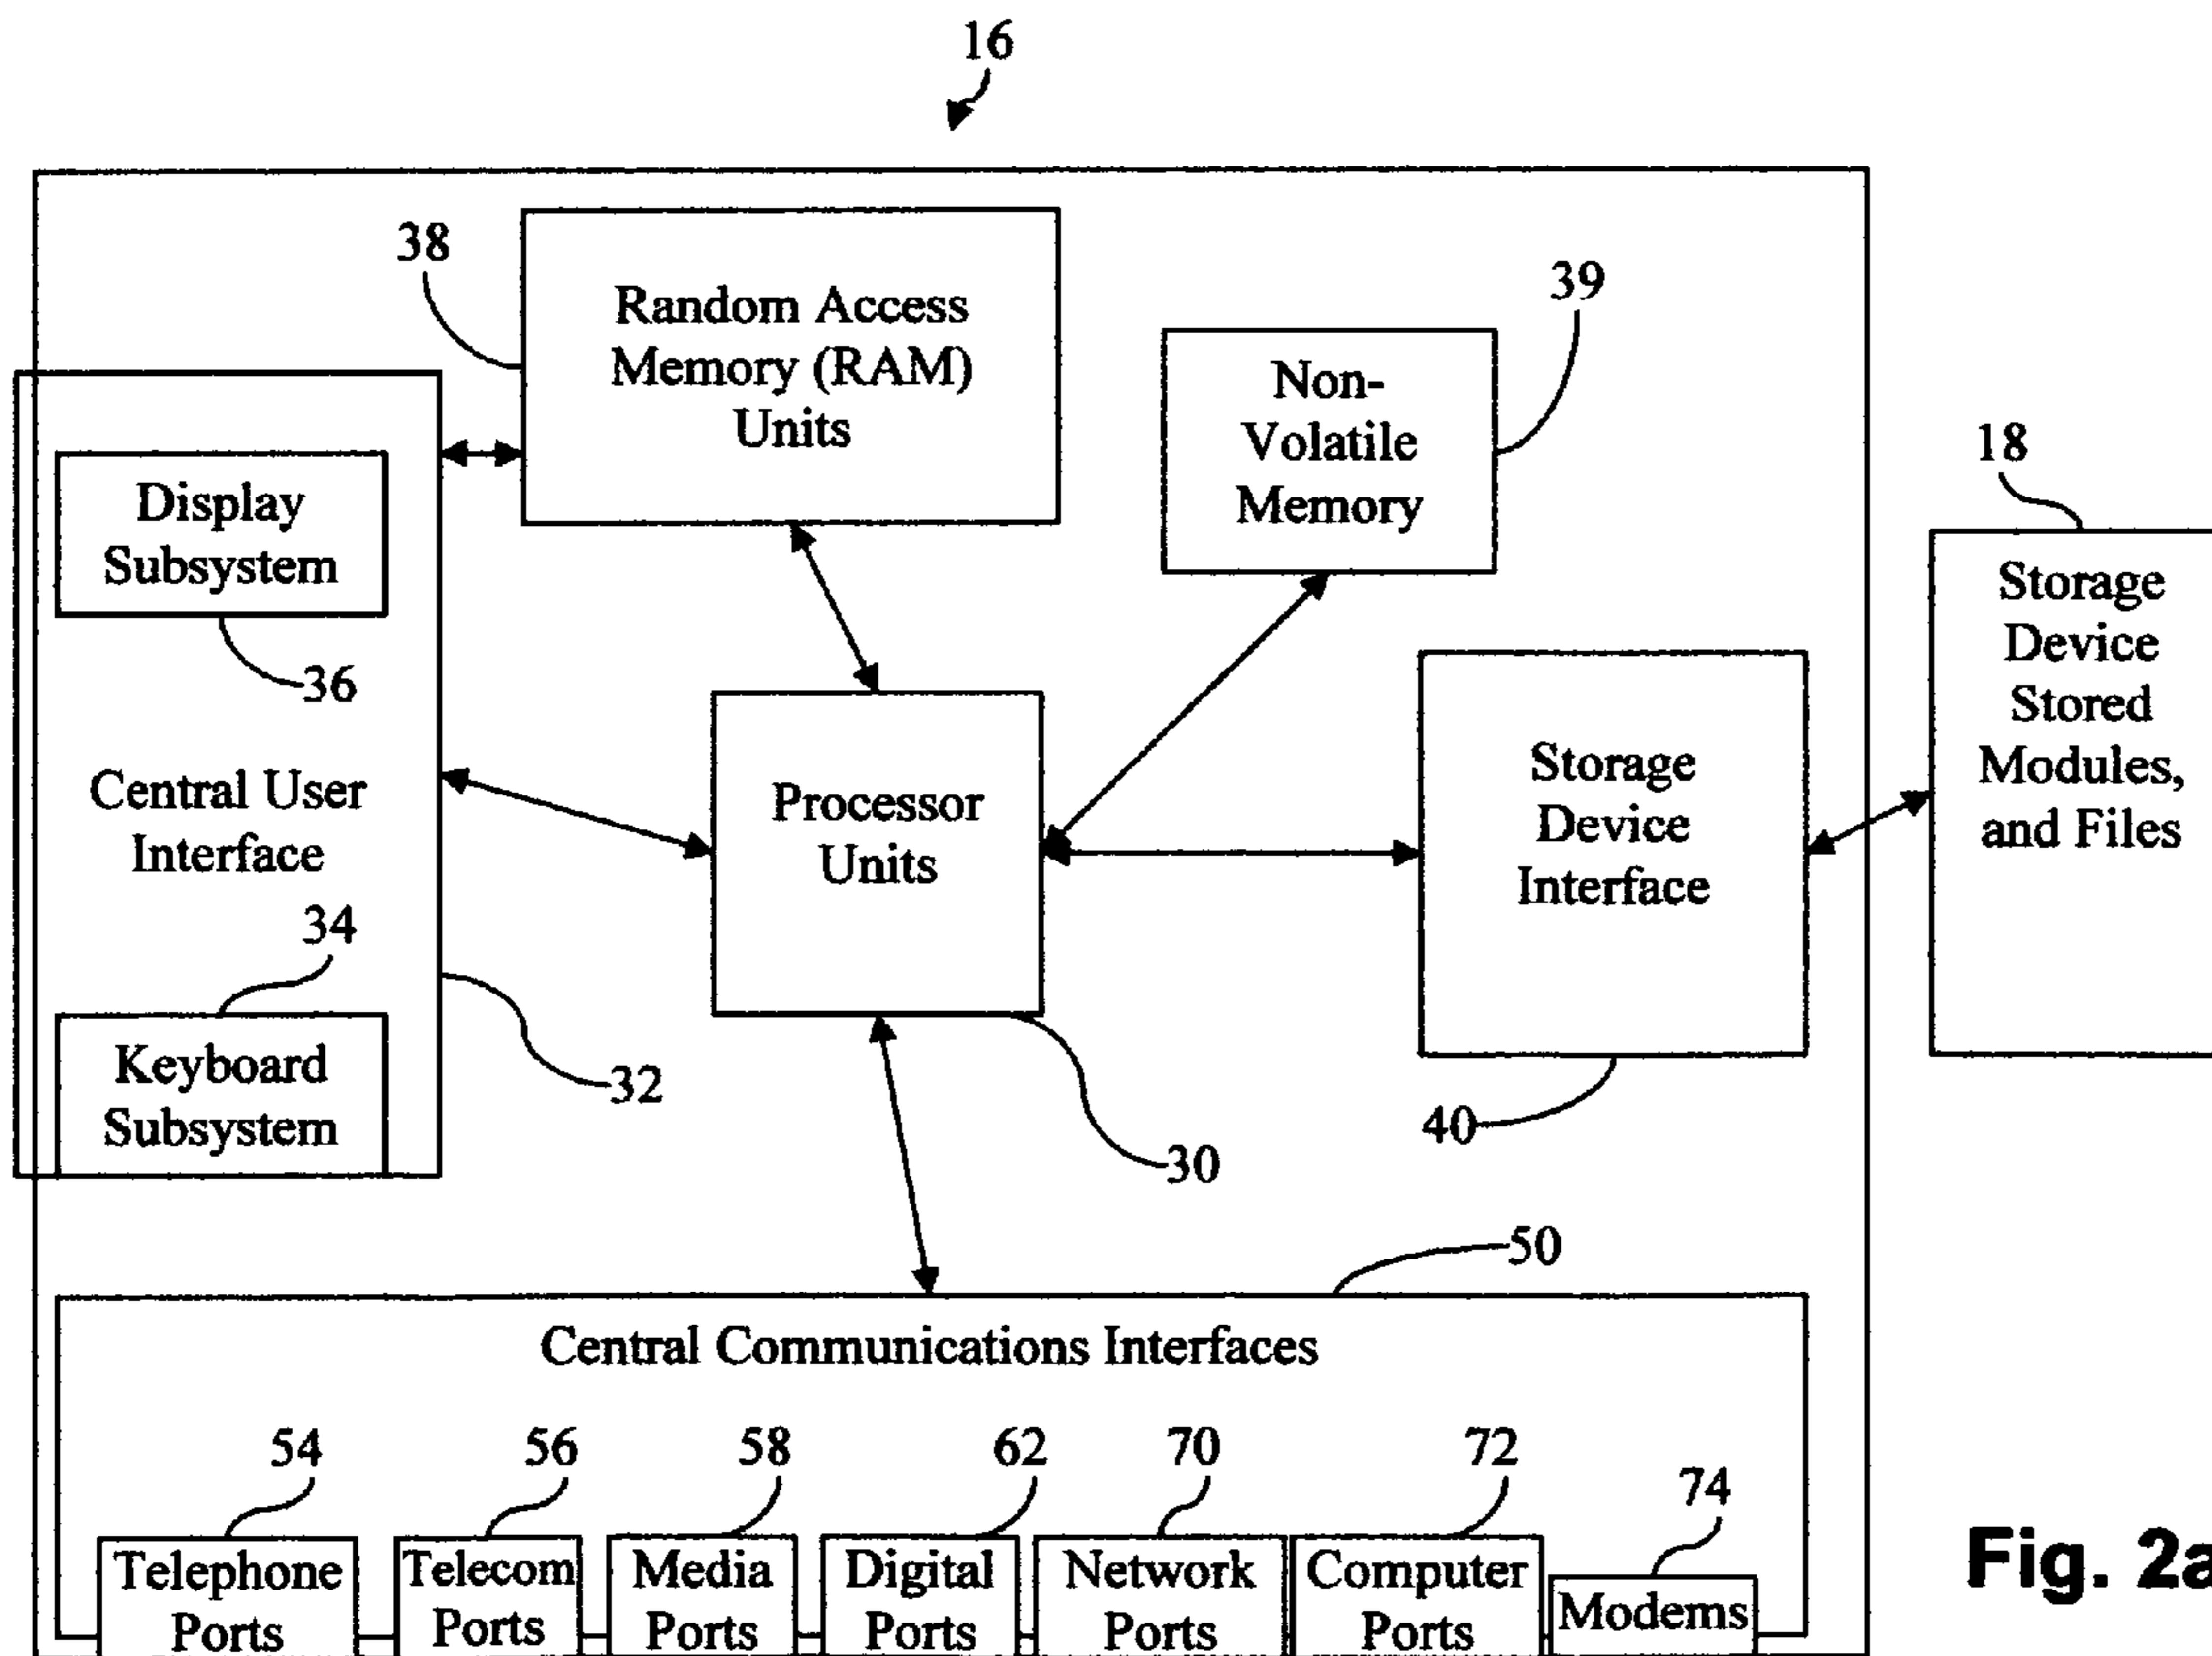 16
38
Random Access
Memory (RAM)
Units
39
Non-
Volatile
Memory
18
Storage
Device
Stored
Modules,
and Files
Display
Subsystem
36
Central User
Interface
34
Keyboard
Subsystem
32
Processor
Units
30
Storage
Device
Interface
40
50
Central Communications Interfaces
54
56
58
62
70
72
74
Telephone
Ports
Telecom
Ports
Media
Ports
Digital
Ports
Network
Ports
Computer
Ports
Modems
Fig. 2a